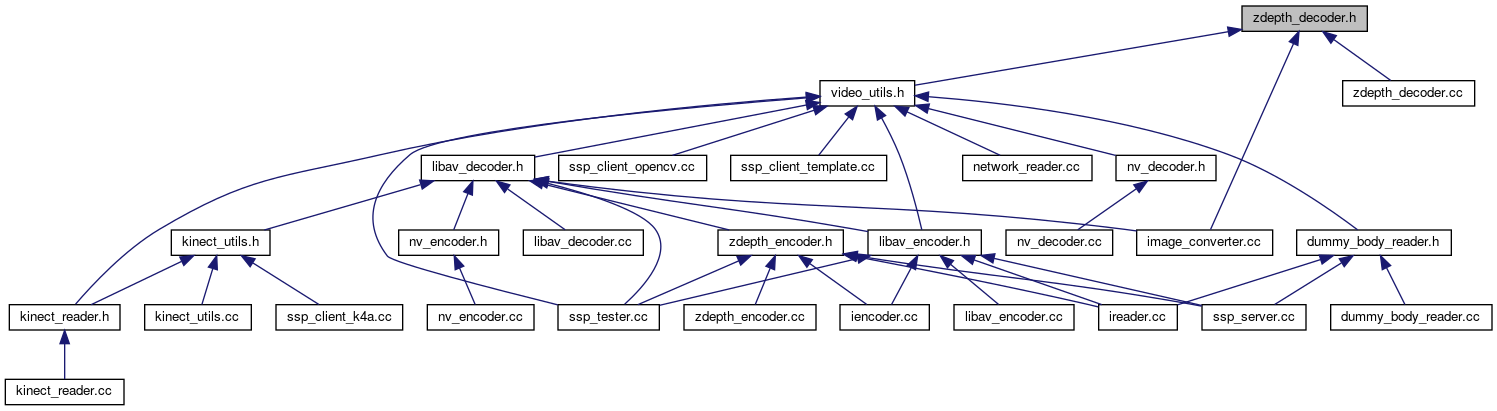 zdepth_decoder.h
video_utils.h
zdepth_decoder.cc
libav_decoder.h
ssp_client_opencv.cc
ssp_client_template.cc
network_reader.cc
nv_decoder.h
kinect_utils.h
nv_encoder.h
libav_decoder.cc
zdepth_encoder.h
libav_encoder.h
nv_decoder.cc
image_converter.cc
dummy_body_reader.h
kinect_reader.h
kinect_utils.cc
ssp_client_k4a.cc
nv_encoder.cc
ssp_tester.cc
zdepth_encoder.cc
iencoder.cc
libav_encoder.cc
ireader.cc
ssp_server.cc
dummy_body_reader.cc
kinect_reader.cc